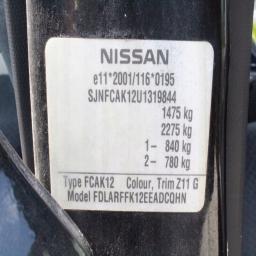 NISSAN
e11*2001/116*0195
SJNFCAK12U1319844
1475 kg
2275 kg
1- 840 kg
2- 780 kg
Type FCAK12 Colour, Trim Z11 G
Model FDLARFFK12EEADCQHN